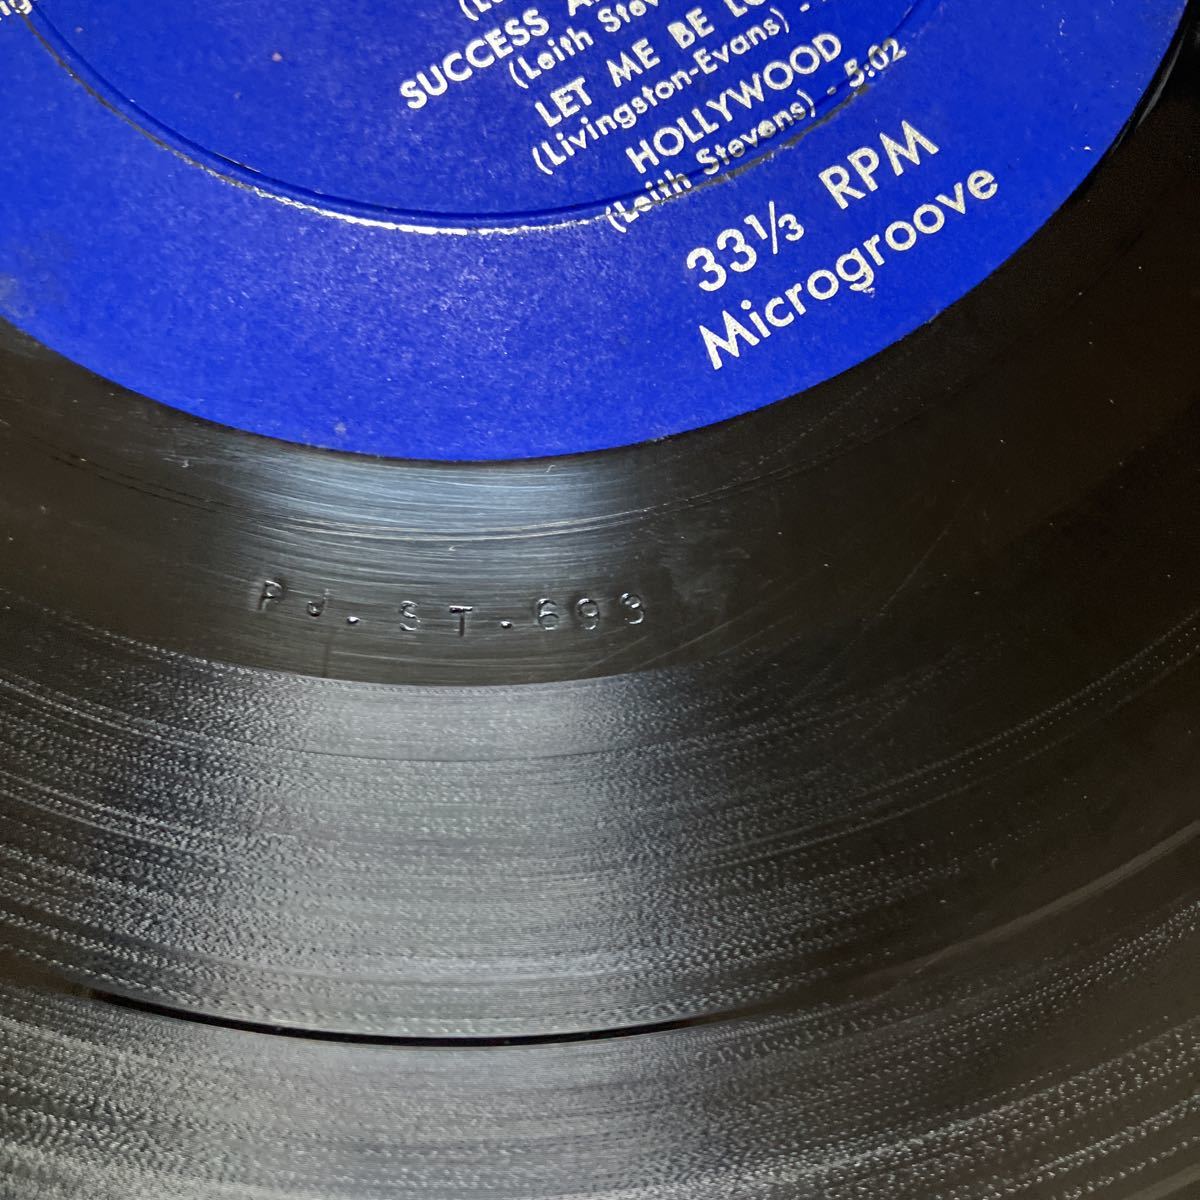 SUCCESS
(Leith
LET ME BE
(Livingston-Evans) -
HOLLYWOOD
(Leith Stevens) - 5:02
33⅓ RPM
Microgroove
PJ.ST.693